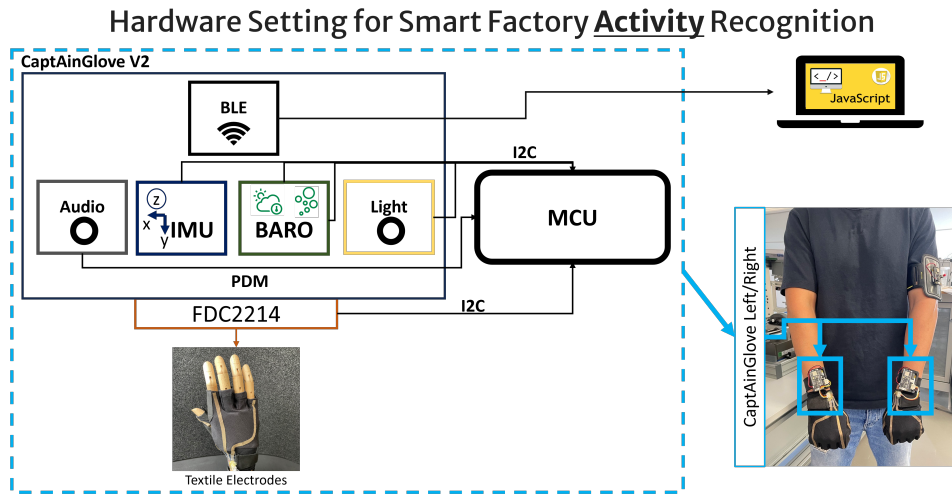 Hardware Setting for Smart Factory Activity Recognition
CaptAinGlove V2
BLE
<_/>
JavaScript
I2C
Audio
z
x
y
IMU
BARO
Light
MCU
PDM
FDC2214
I2C
Textile Electrodes
CaptAinGlove Left/Right